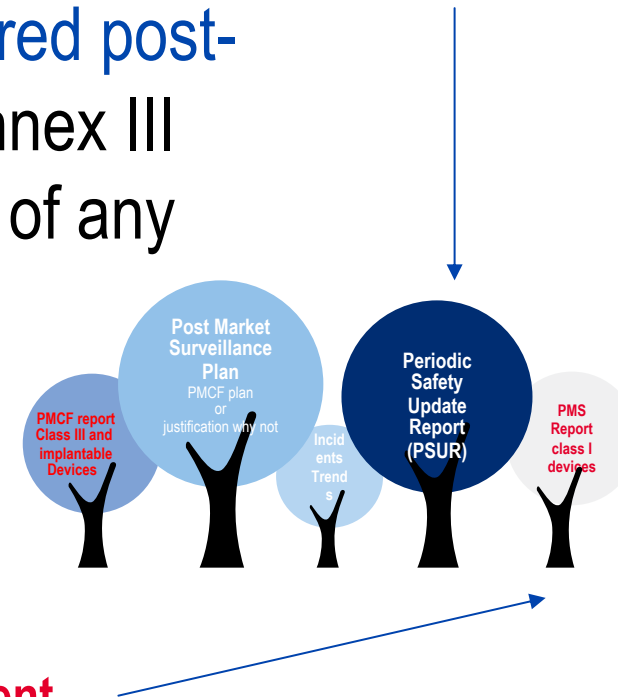 red post-
nnex III
of any
Post Market
Surveillance
Plan
PMCF plan
or
justification why not
Periodic
Safety
Update
Report
(PSUR)
PMCF report
Class III and
implantable
Devices
Incid
ents
Trend
s
PMS
Report
class I
devices
ent